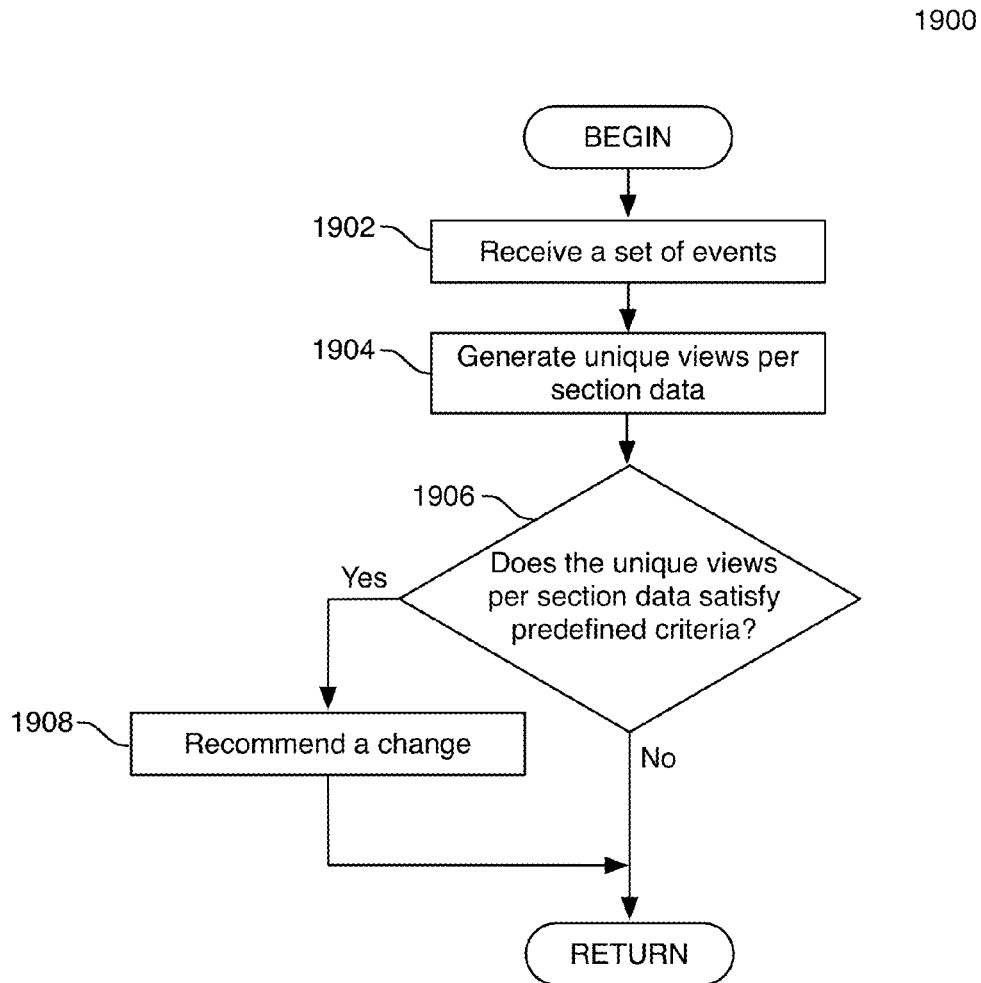 1900
BEGIN
1902
Receive a set of events
1904
Generate unique views per
section data
1906
Does the unique views
per section data satisfy
predefined criteria?
Yes
1908
Recommend a change
No
RETURN